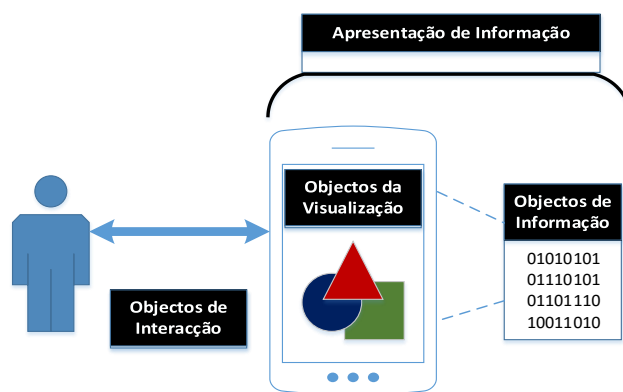 Apresentação de Informação
Objectos da
Visualização
Objectos de
Informação
01010101
01110101
01101110
10011010
Objectos de
Interacção